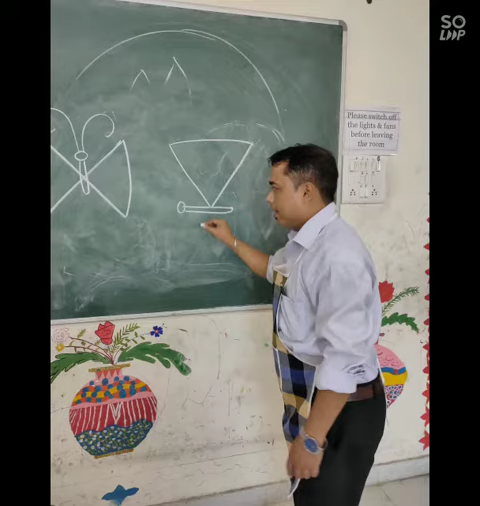 SO
LOOP
Please switch off
the lights & fans
before leaving
the room